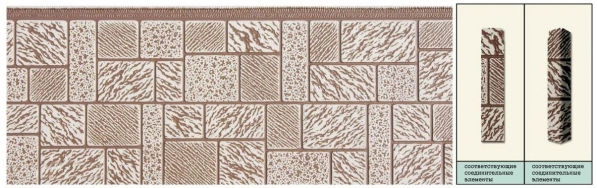 соответствующие
соединительные
элементы
соответствующие
соединительные
элементы